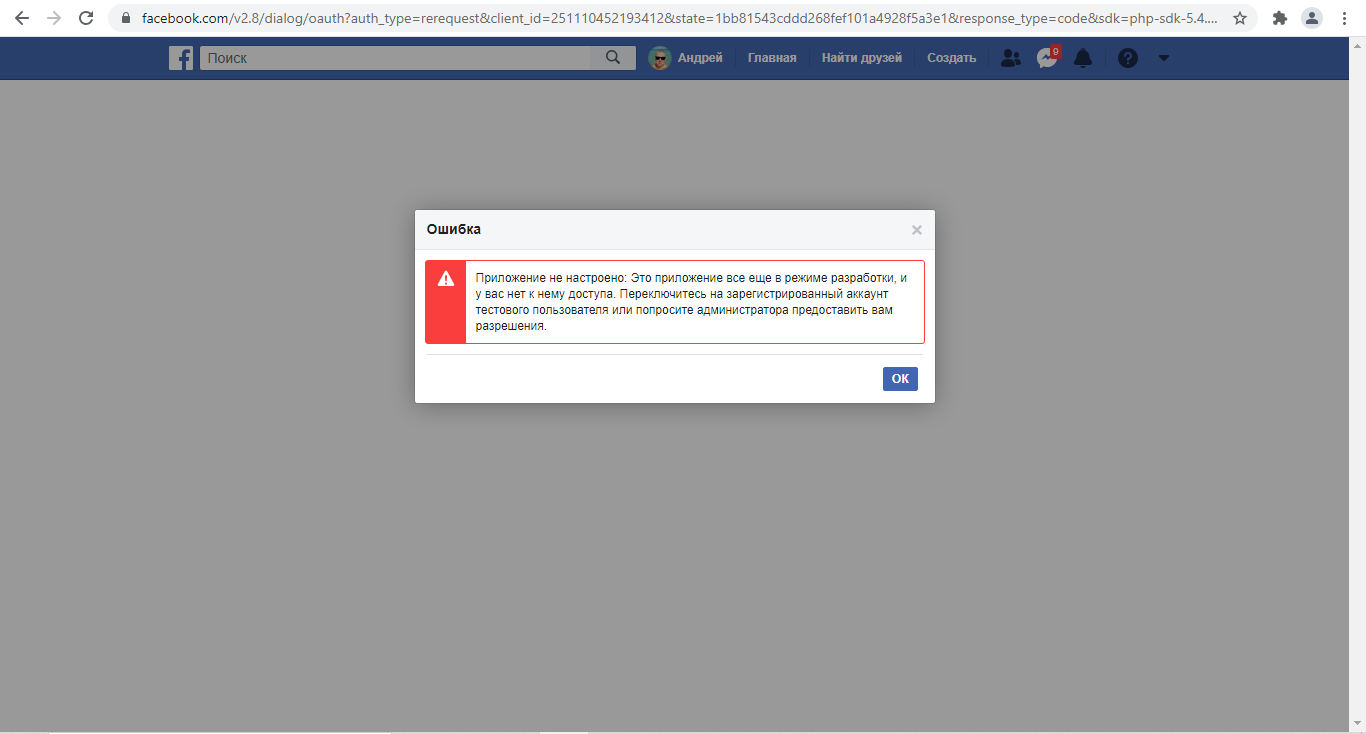 facebook.com/v2.8/dialog/oauth?auth_type=rerequest&client_id=251110452193412&state=1bb81543cddd268fef101a4928f5a3e1&response_type=code&sdk=php-sdk-5.4....
Поиск
Андрей Главная Найти друзей Создать 9 ?
Ошибка
Приложение не настроено: Это приложение все еще в режиме разработки, и
у вас нет к нему доступа. Переключитесь на зарегистрированный аккаунт
тестового пользователя или попросите администратора предоставить вам
разрешения.
ОК